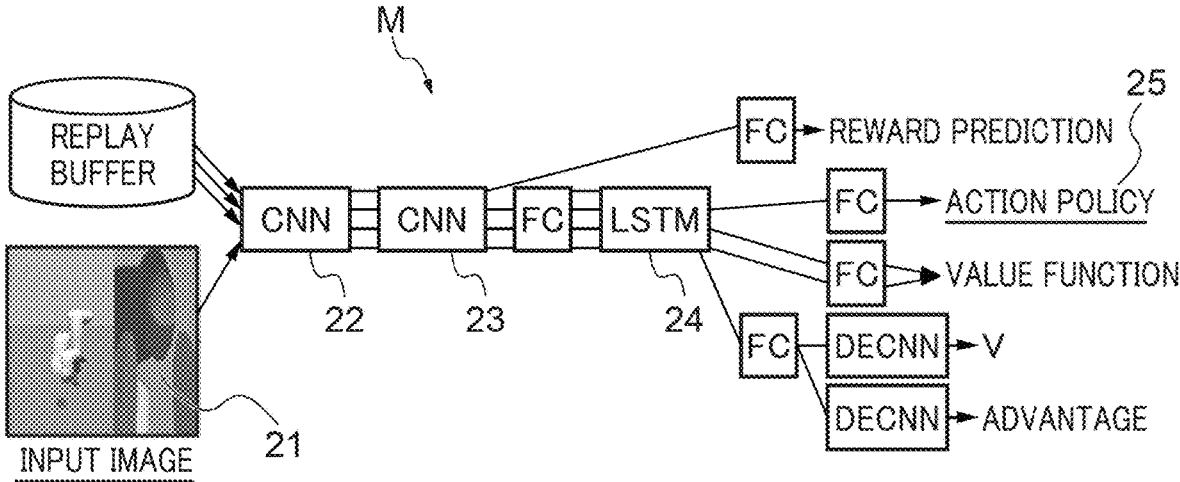 M
25
REPLAY
BUFFER
FC
REWARD PREDICTION
CNN
CNN
FC
LSTM
FC
ACTION POLICY
22
23
24
FC
VALUE FUNCTION
FC
DECNN
V
DECNN
ADVANTAGE
21
INPUT IMAGE